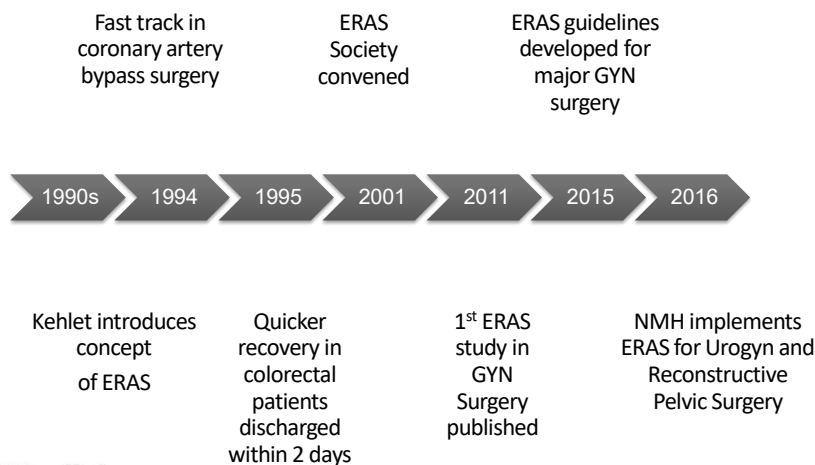 Fast track in
coronary artery
bypass surgery
ERAS
Society
convened
ERAS guidelines
developed for
major GYN
surgery
1990s
1994
1995
2001
2011
2015
2016
Kehlet introduces
concept
of ERAS
Quicker
recovery in
colorectal
patients
discharged
within 2 days
1st ERAS
study in
GYN
Surgery
published
NMH implements
ERAS for Urogyn and
Reconstructive
Pelvic Surgery